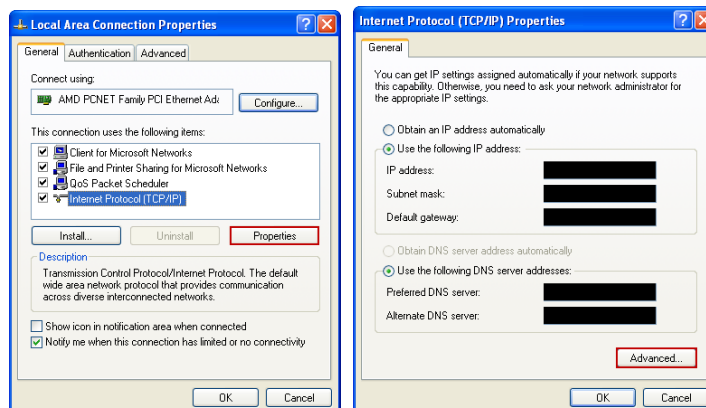 Local Area Connection Properties
General Authentication Advanced
Connect using:
AMD PCNET Family PCI Ethernet Ada
Configure...
This connection uses the following items:
Client for Microsoft Networks
File and Printer Sharing for Microsoft Networks
QoS Packet Scheduler
Internet Protocol (TCP/IP)
Install... Uninstall Properties
Description
Transmission Control Protocol/Internet Protocol. The default
wide area network protocol that provides communication
across diverse interconnected networks.
Show icon in notification area when connected
Notify me when this connection has limited or no connectivity
OK Cancel
Internet Protocol (TCP/IP) Properties
General
You can get IP settings assigned automatically if your network supports
this capability. Otherwise, you need to ask your network administrator for
the appropriate IP settings.
Obtain an IP address automatically
Use the following IP address:
IP address:
Subnet mask:
Default gateway:
Obtain DNS server address automatically
Use the following DNS server addresses:
Preferred DNS server:
Alternate DNS server:
Advanced...
OK Cancel